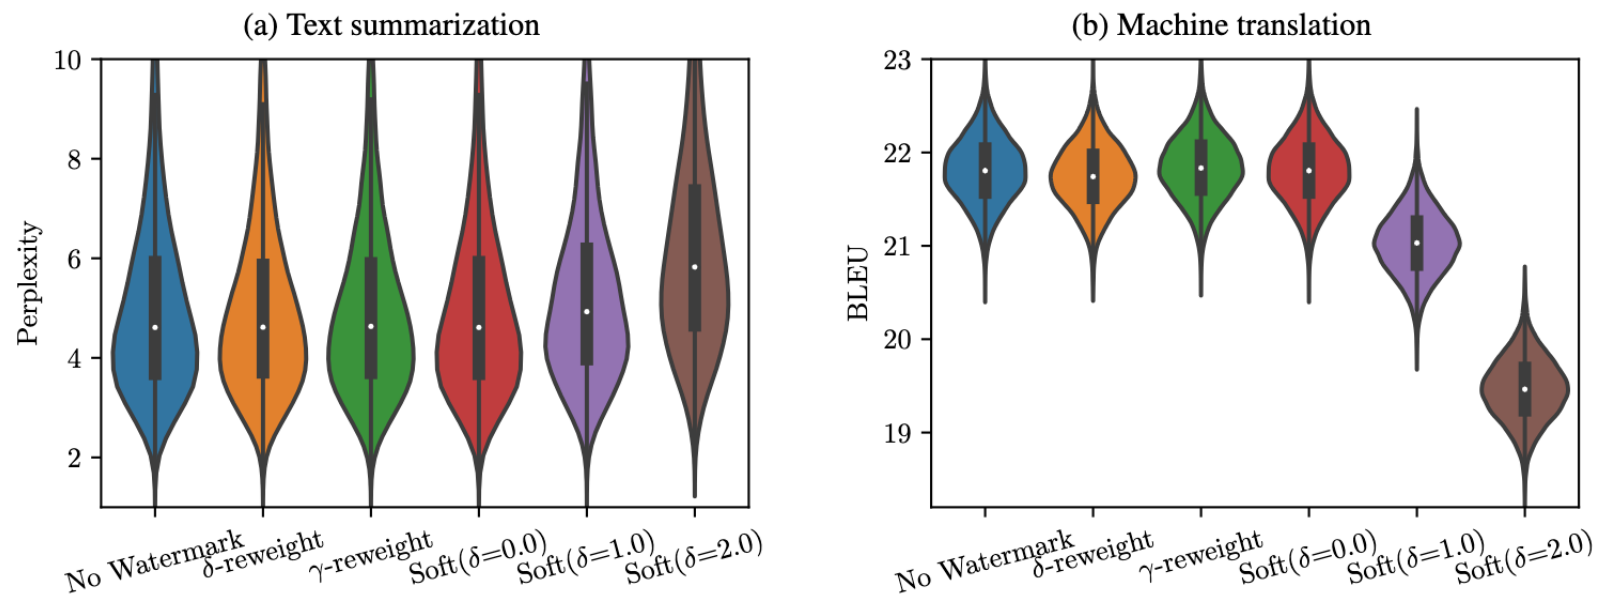 (a) Text summarization
10
8
6
4
2
Perplexity
No Watermark
δ-reweight
γ-reweight
Soft(δ=0.0)
Soft(δ=1.0)
Soft(δ=2.0)
(b) Machine translation
23
22
21
20
19
BLEU
No Watermark
δ-reweight
γ-reweight
Soft(δ=0.0)
Soft(δ=1.0)
Soft(δ=2.0)